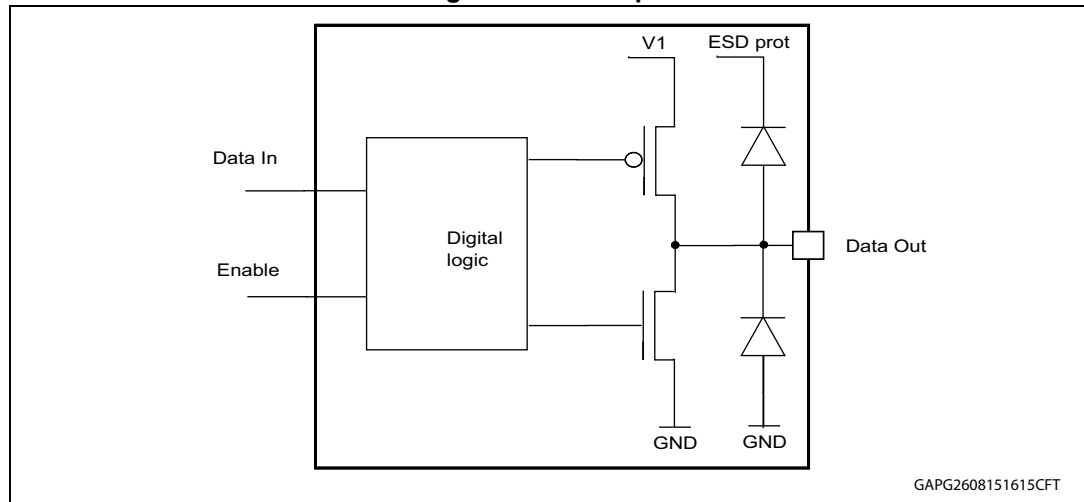 V1
ESD prot
Data In
Digital
logic
Data Out
Enable
GND
GND
GAPG2608151615CFT